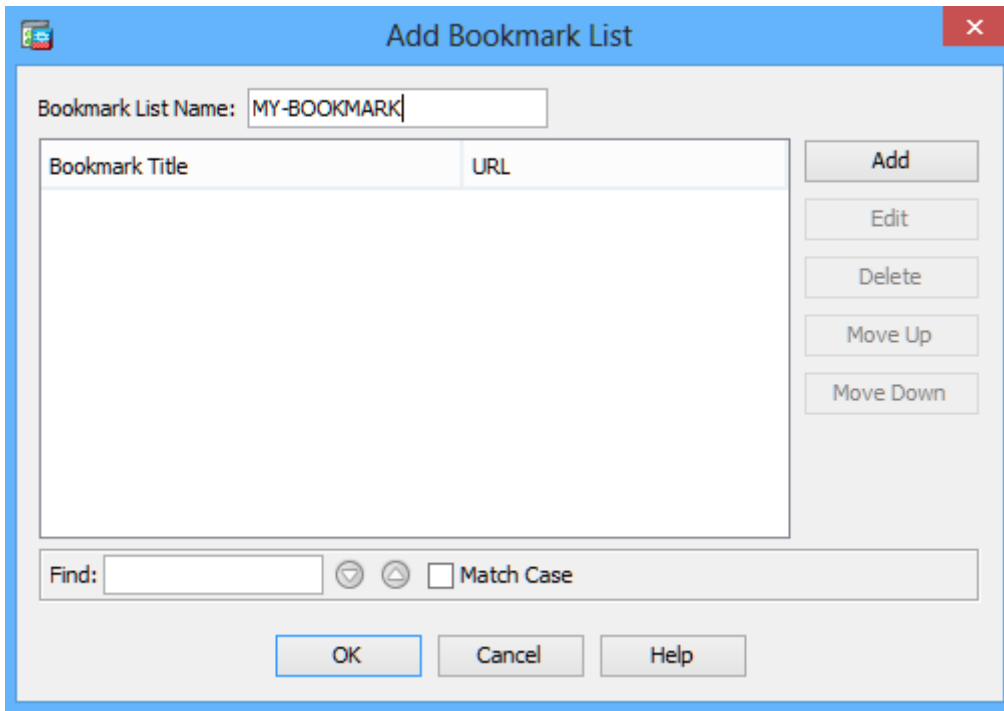 Add Bookmark List
Bookmark List Name: MY-BOOKMARK
Bookmark Title URL
Add
Edit
Delete
Move Up
Move Down
Find: Match Case
OK Cancel Help